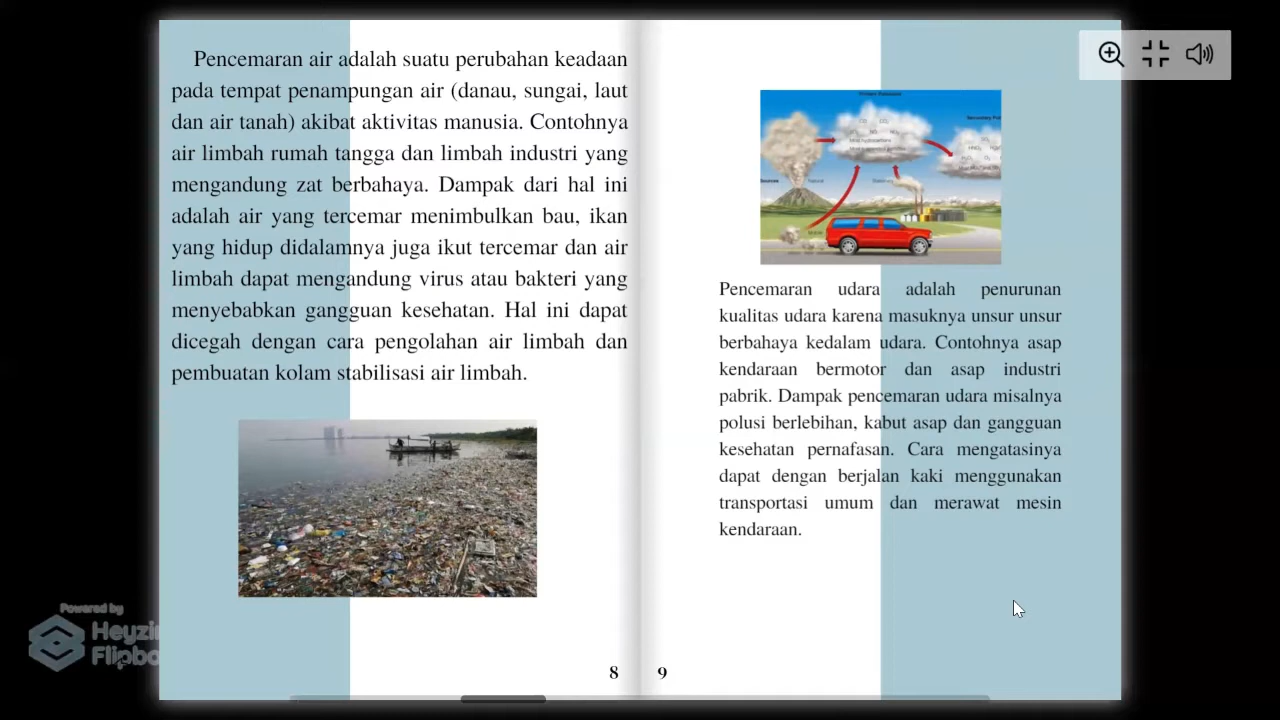 Pencemaran air adalah suatu perubahan keadaan
pada tempat penampungan air (danau, sungai, laut
dan air tanah) akibat aktivitas manusia. Contohnya
air limbah rumah tangga dan limbah industri yang
mengandung zat berbahaya. Dampak dari hal ini
adalah air yang tercemar menimbulkan bau, ikan
yang hidup didalamnya juga ikut tercemar dan air
limbah dapat mengandung virus atau bakteri yang
menyebabkan gangguan kesehatan. Hal ini dapat
dicegah dengan cara pengolahan air limbah dan
pembuatan kolam stabilisasi air limbah.
8
Natural
Stationary
Pencemaran udara adalah penurunan
kualitas udara karena masuknya unsur unsur
berbahaya kedalam udara. Contohnya asap
kendaraan bermotor dan asap industri
pabrik. Dampak pencemaran udara misalnya
polusi berlebihan, kabut asap dan gangguan
kesehatan pernafasan. Cara mengatasinya
dapat dengan berjalan kaki menggunakan
transportasi umum dan merawat mesin
kendaraan.
9
Powered by
Heyzi
Flipbo